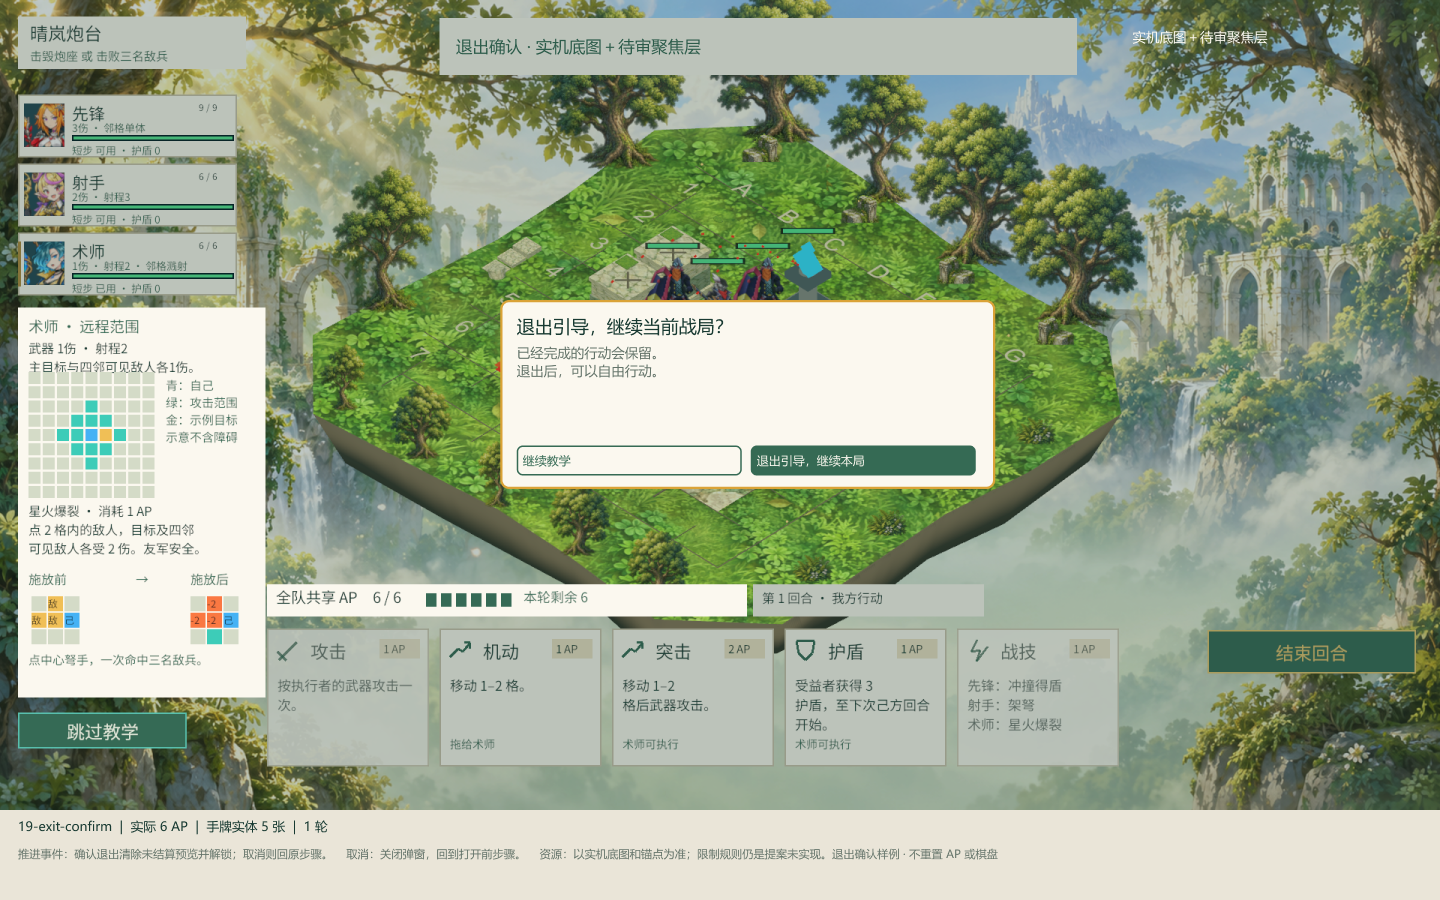 晴岚炮台
击毁炮座 或 击败三名敌兵
退出确认 · 实机底图 + 待审聚焦层
实机底图 + 待审聚焦层
先锋
9 / 9
3伤 · 邻格单体
短步 可用 · 护盾 0
射手
6 / 6
2伤 · 射程3
短步 可用 · 护盾 0
术师
6 / 6
1伤 · 射程2 · 邻格溅射
短步 已用 · 护盾 0
术师 · 远程范围
武器 1伤 · 射程2
主目标与四邻可见敌人各1伤。
青：自己
绿：攻击范围
金：示例目标
示意不含障碍
星火爆裂 · 消耗 1 AP
点 2 格内的敌人，目标及四邻
可见敌人各受 2 伤。友军安全。
施放前 → 施放后
敌
敌 敌 己
-2
-2 -2 己
点中心弩手，一次命中三名敌兵。
跳过教学
退出引导，继续当前战局？
已经完成的行动会保留。
退出后，可以自由行动。
继续教学
退出引导，继续本局
全队共享 AP 6 / 6
本轮剩余 6
第 1 回合 · 我方行动
攻击
1 AP
按执行者的武器攻击一
次。
机动
1 AP
移动 1–2 格。
拖给术师
突击
2 AP
移动 1–2
格后武器攻击。
术师可执行
护盾
1 AP
受益者获得 3
护盾，至下次己方回合
开始。
术师可执行
战技
1 AP
先锋：冲撞得盾
射手：架弩
术师：星火爆裂
结束回合
19-exit-confirm | 实际 6 AP | 手牌实体 5 张 | 1 轮
推进事件：确认退出清除未结算预览并解锁；取消则回原步骤。 取消：关闭弹窗，回到打开前步骤。 资源：以实机底图和锚点为准；限制规则仍是提案未实现。退出确认样例 · 不重置 AP 或棋盘